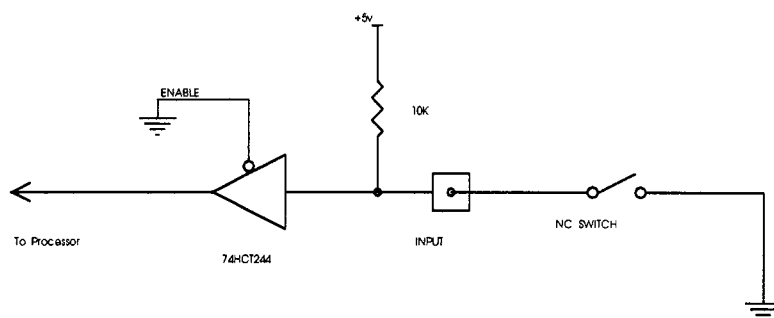 +5v
ENABLE
10K
To Processor
74HCT244
INPUT
NC SWITCH